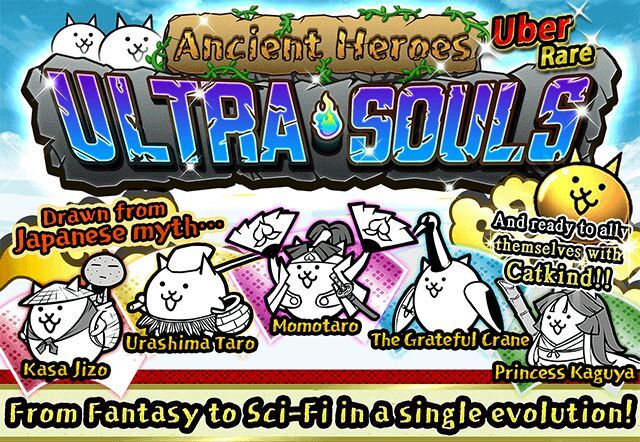 Ancient Heroes
Uber
Rare
ULTRA SOULS
Drawn from
Japanese myth...
And ready to ally
themselves with
Catkind!!
Kasa Jizo
Urashima Taro
Momotaro
The Grateful Crane
Princess Kaguya
From Fantasy to Sci-Fi in a single evolution!